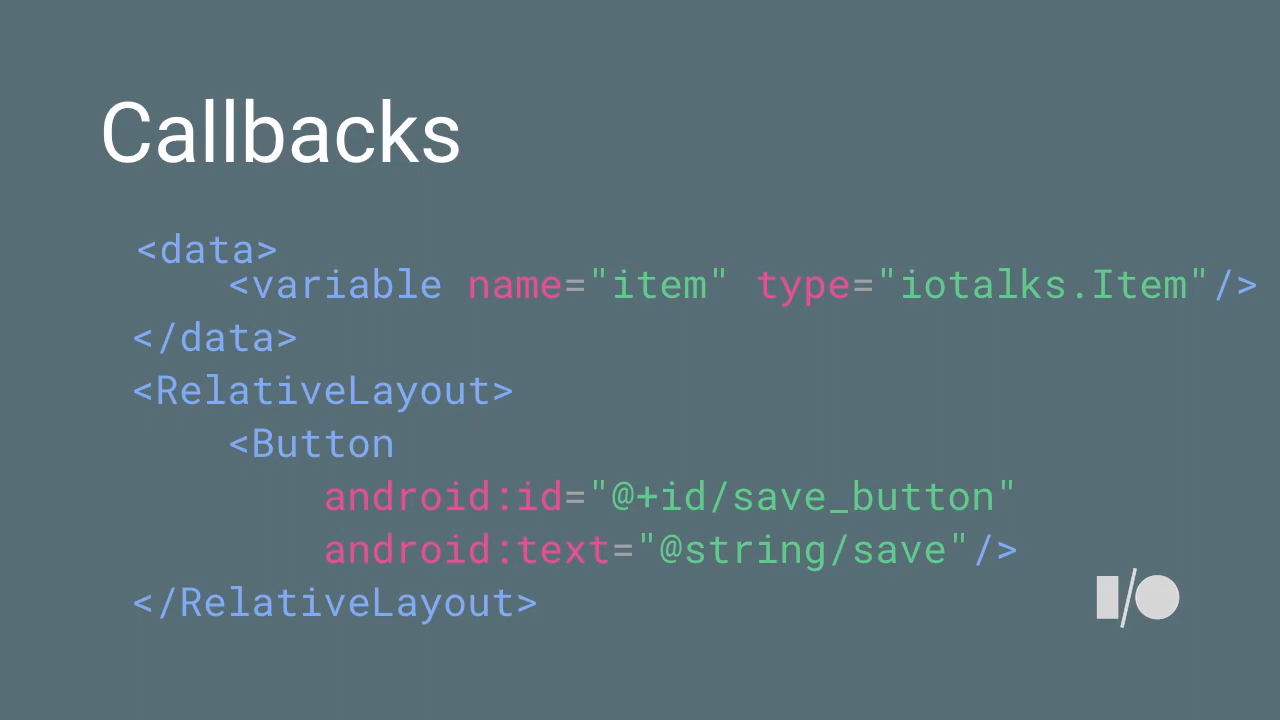 Callbacks
<data>
<variable name="item" type="iotalks.Item"/>
</data>
<RelativeLayout>
<Button
android:id="@+id/save_button"
android:text="@string/save"/>
</RelativeLayout>
I/O